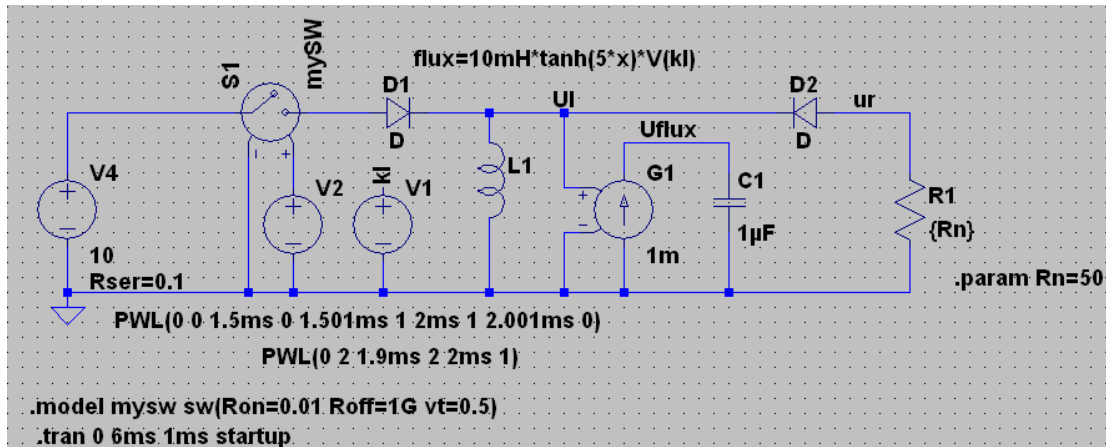 flux=10mH*tanh(5*x)*V(kl)
S1
mySW
D1
D
Ul
D2
D
ur
Uflux
V4
10
Rser=0.1
V2
kl
V1
L1
G1
1m
C1
1µF
R1
{Rn}
.param Rn=50
PWL(0 0 1.5ms 0 1.501ms 1 2ms 1 2.001ms 0)
PWL(0 2 1.9ms 2 2ms 1)
.model mysw sw(Ron=0.01 Roff=1G vt=0.5)
.tran 0 6ms 1ms startup